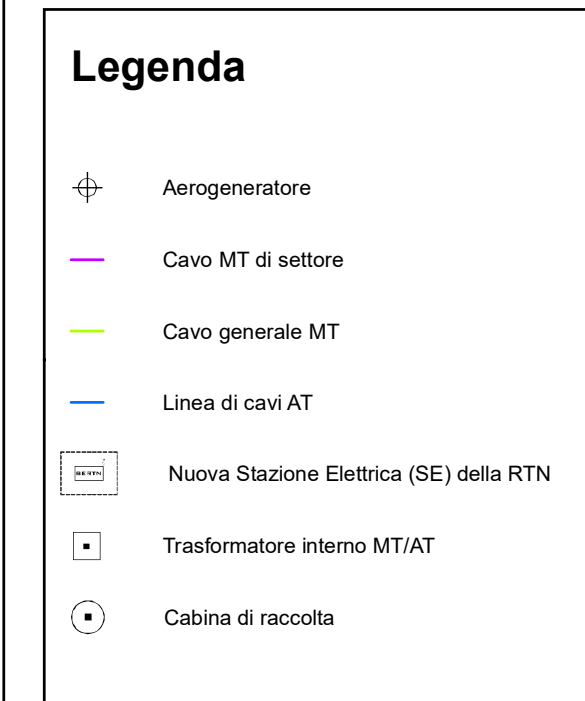 Legenda
Aerogeneratore
Cavo MT di settore
Cavo generale MT
Linea di cavi AT
SERTN
Nuova Stazione Elettrica (SE) della RTN
Trasformatore interno MT/AT
Cabina di raccolta